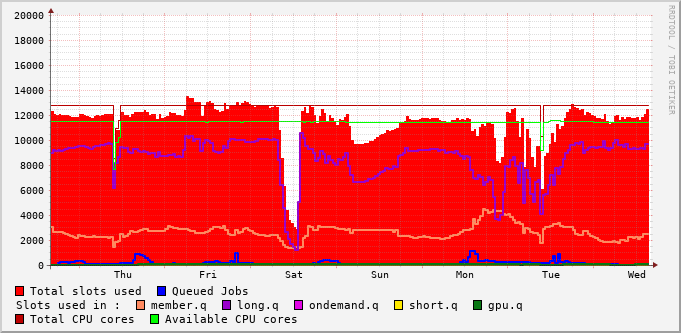 20000
18000
16000
14000
12000
10000
8000
6000
4000
2000
0
Thu Fri Sat Sun Mon Tue Wed
RRDTOOL / TOBI OETIKER
Total slots used Queued Jobs
Slots used in : member.q long.q ondemand.q short.q gpu.q
Total CPU cores Available CPU cores